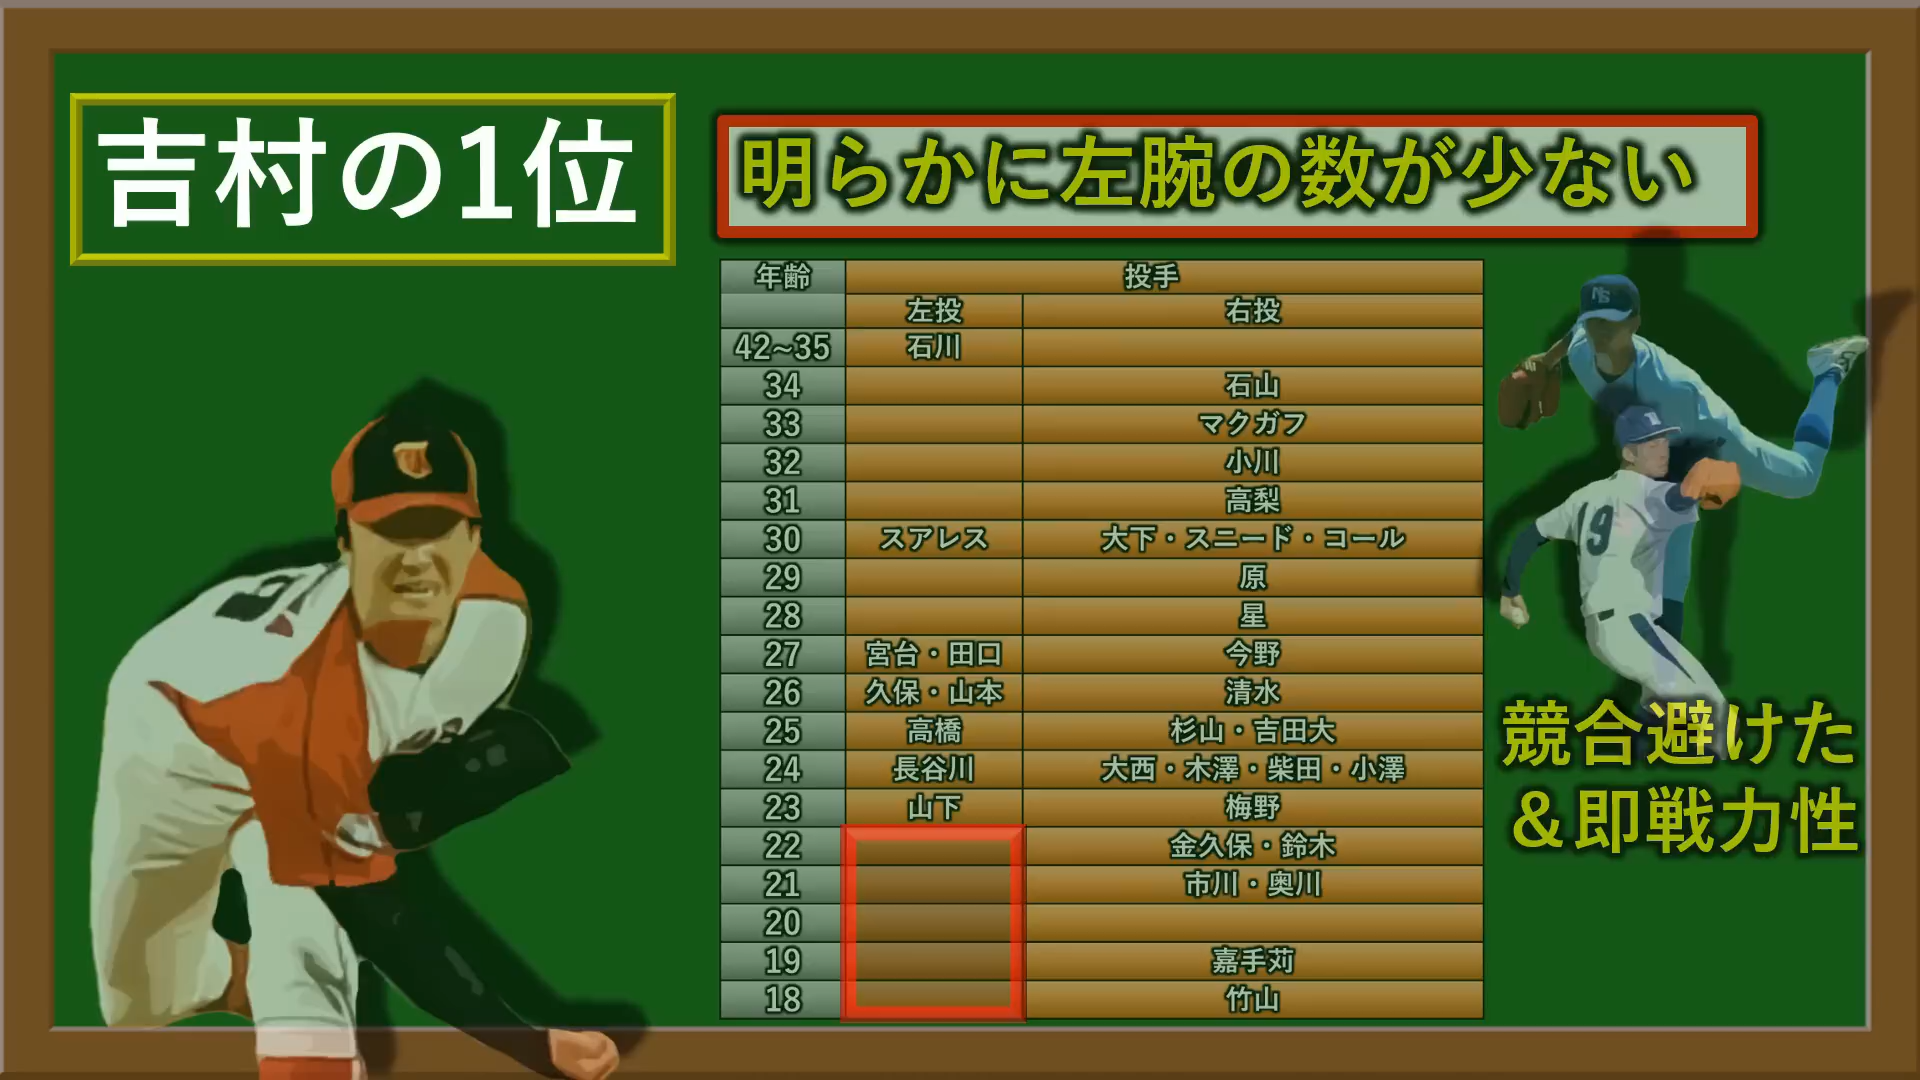 吉村の1位
明らかに左腕の数が少ない
年齢 投手
左投 右投
42~35 石川
34 石山
33 マクガフ
32 小川
31 高梨
30 スアレス 大下・スニード・コール
29 原
28 星
27 宮台・田口 今野
26 久保・山本 清水
25 高橋 杉山・吉田大
24 長谷川 大西・木澤・柴田・小澤
23 山下 梅野
22 金久保・鈴木
21 市川・奥川
20
19 嘉手苅
18 竹山
NS
19
競合避けた
&即戦力性